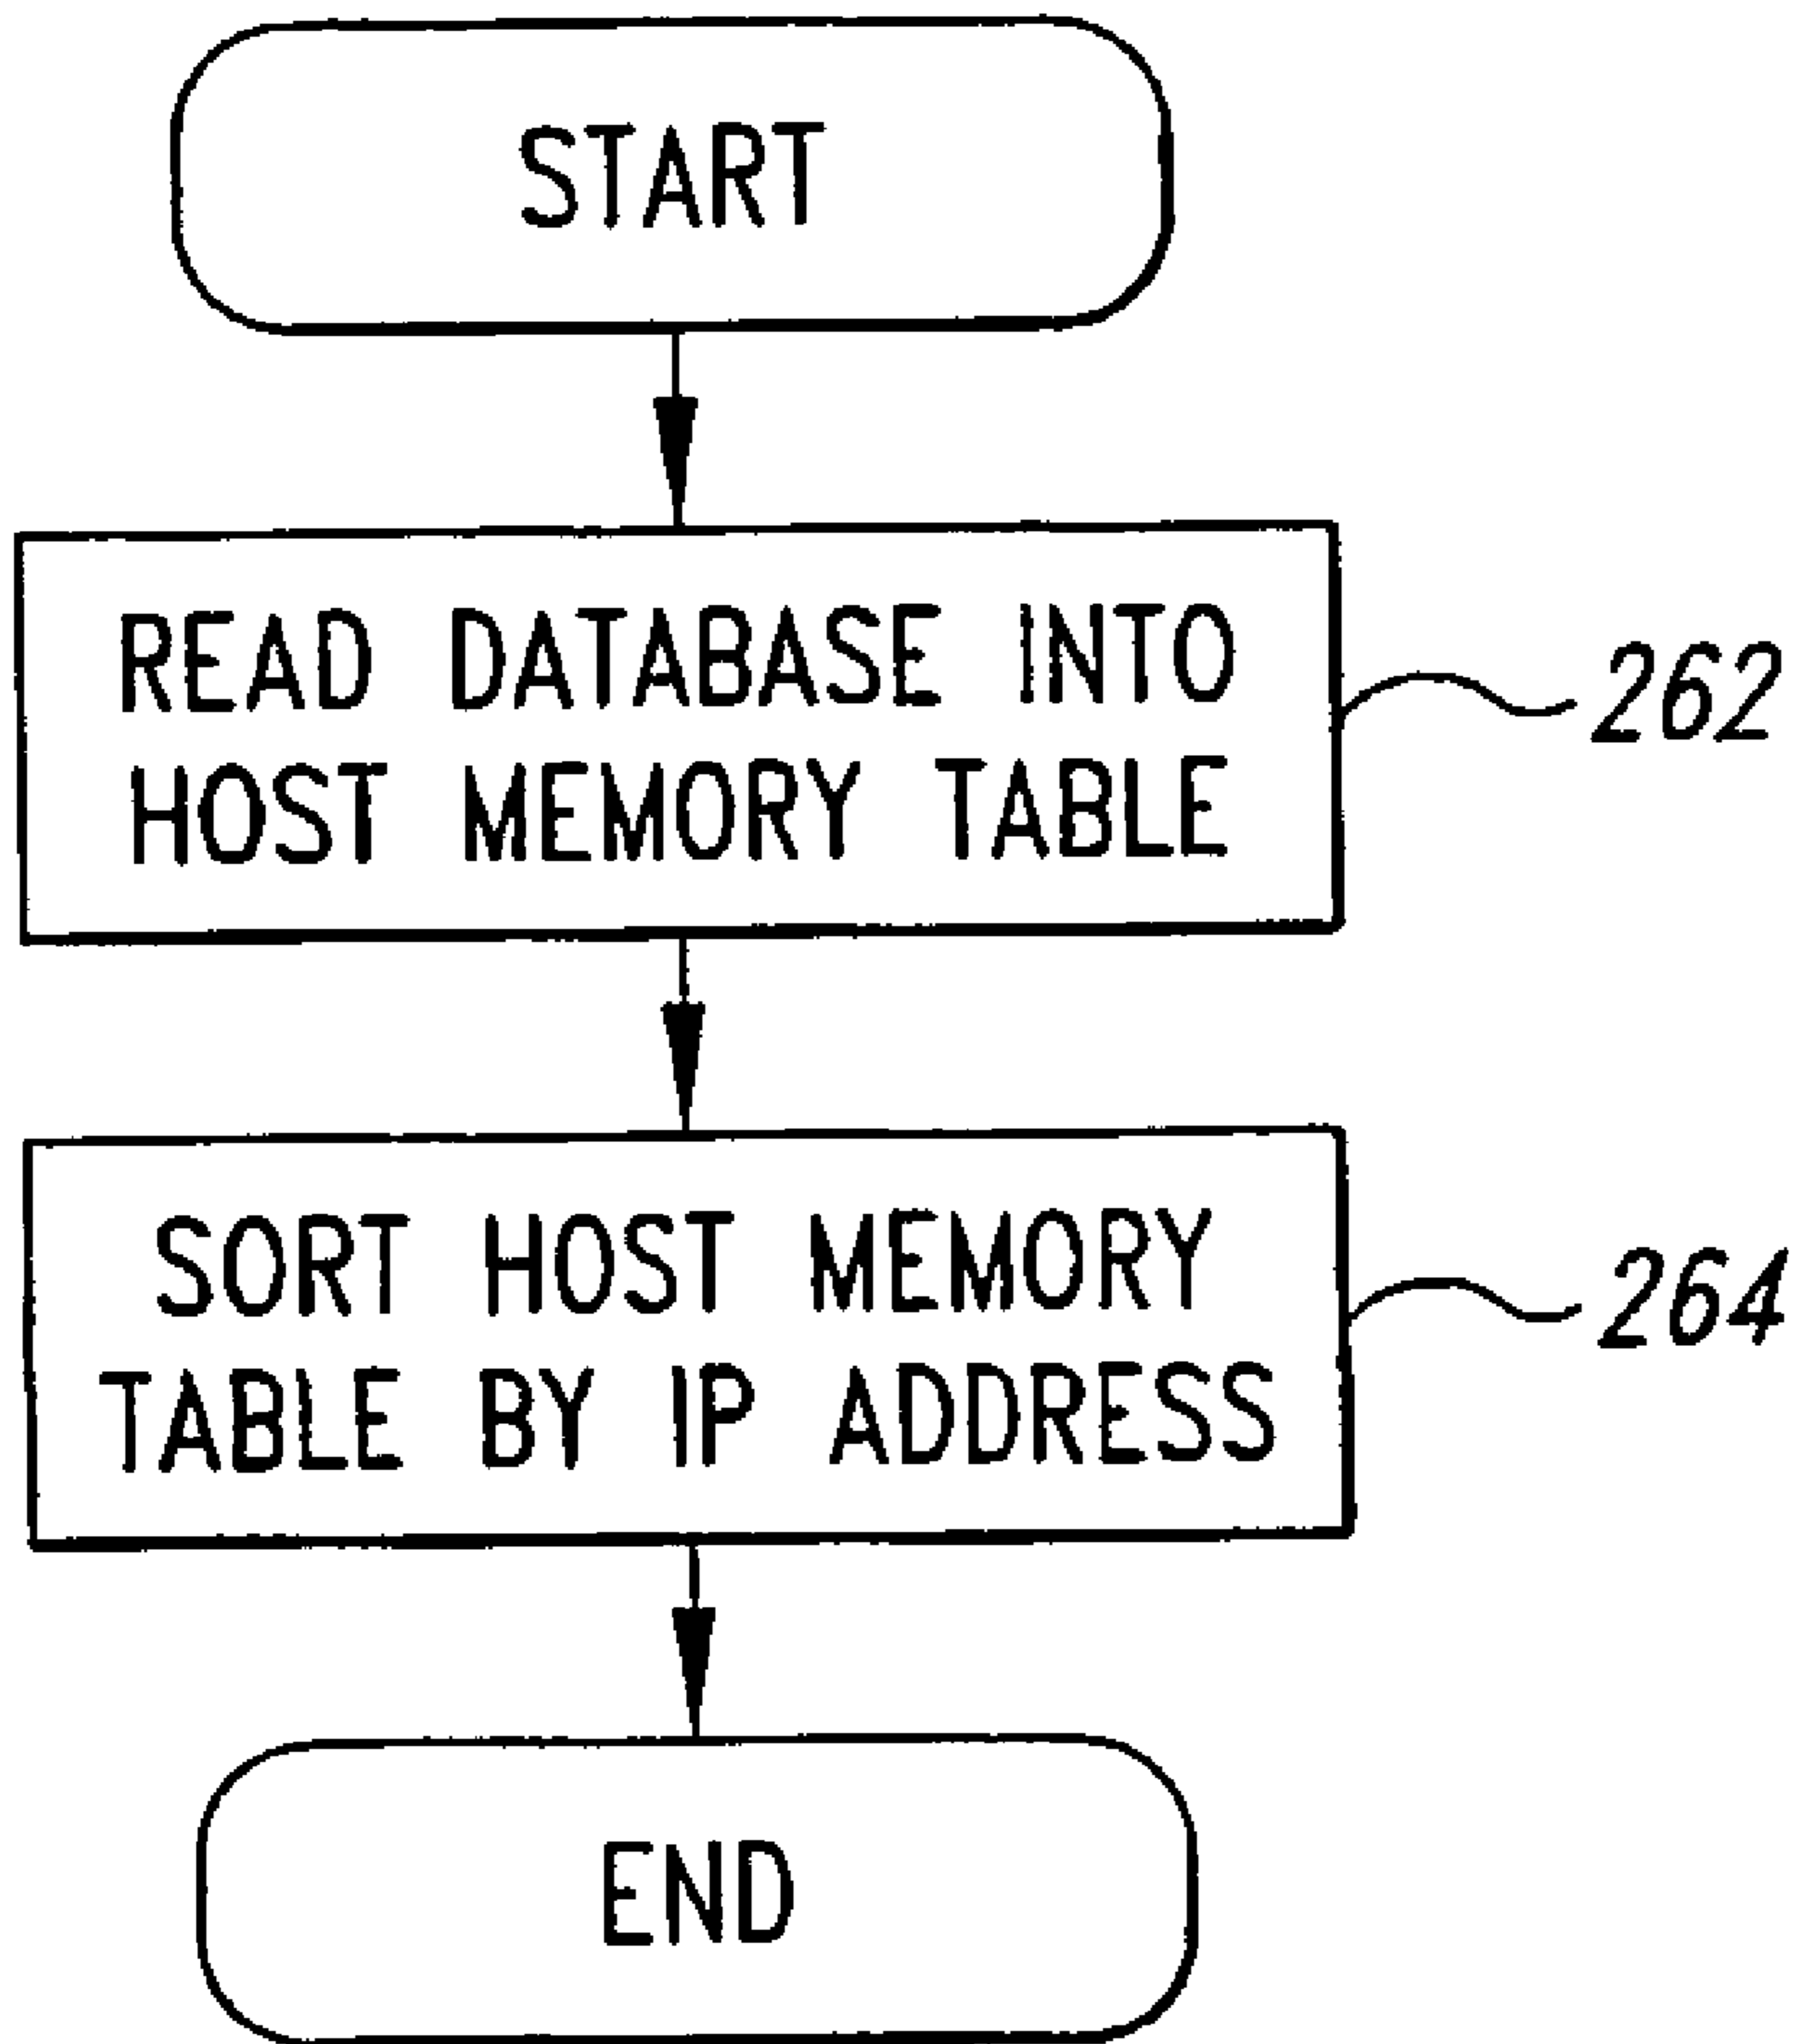 START
READ DATABASE INTO
HOST MEMORY TABLE
262
SORT HOST MEMORY
TABLE BY IP ADDRESS
264
END